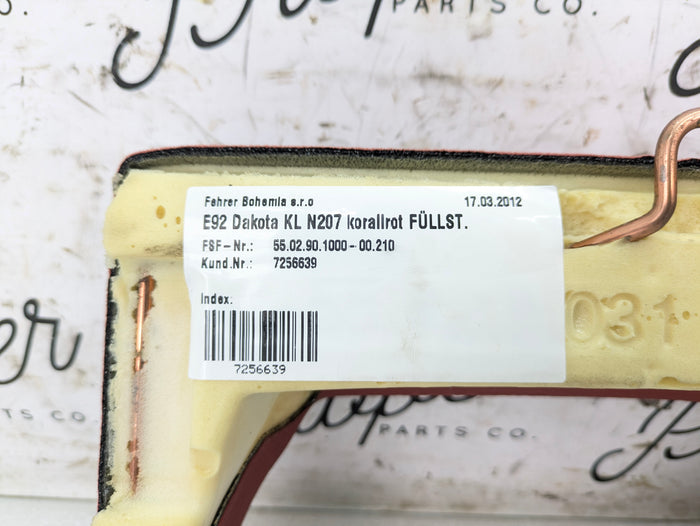 PARTS CO.
Fehrer Bohemia s.r.o 17.03.2012
E92 Dakota KL N207 korallrot FÜLLST.
FSF-Nr.: 55.02.90.1000-00.210
Kund.Nr.: 7256639
Index:
7256639
031
PARTS CO.
PARTS CO.